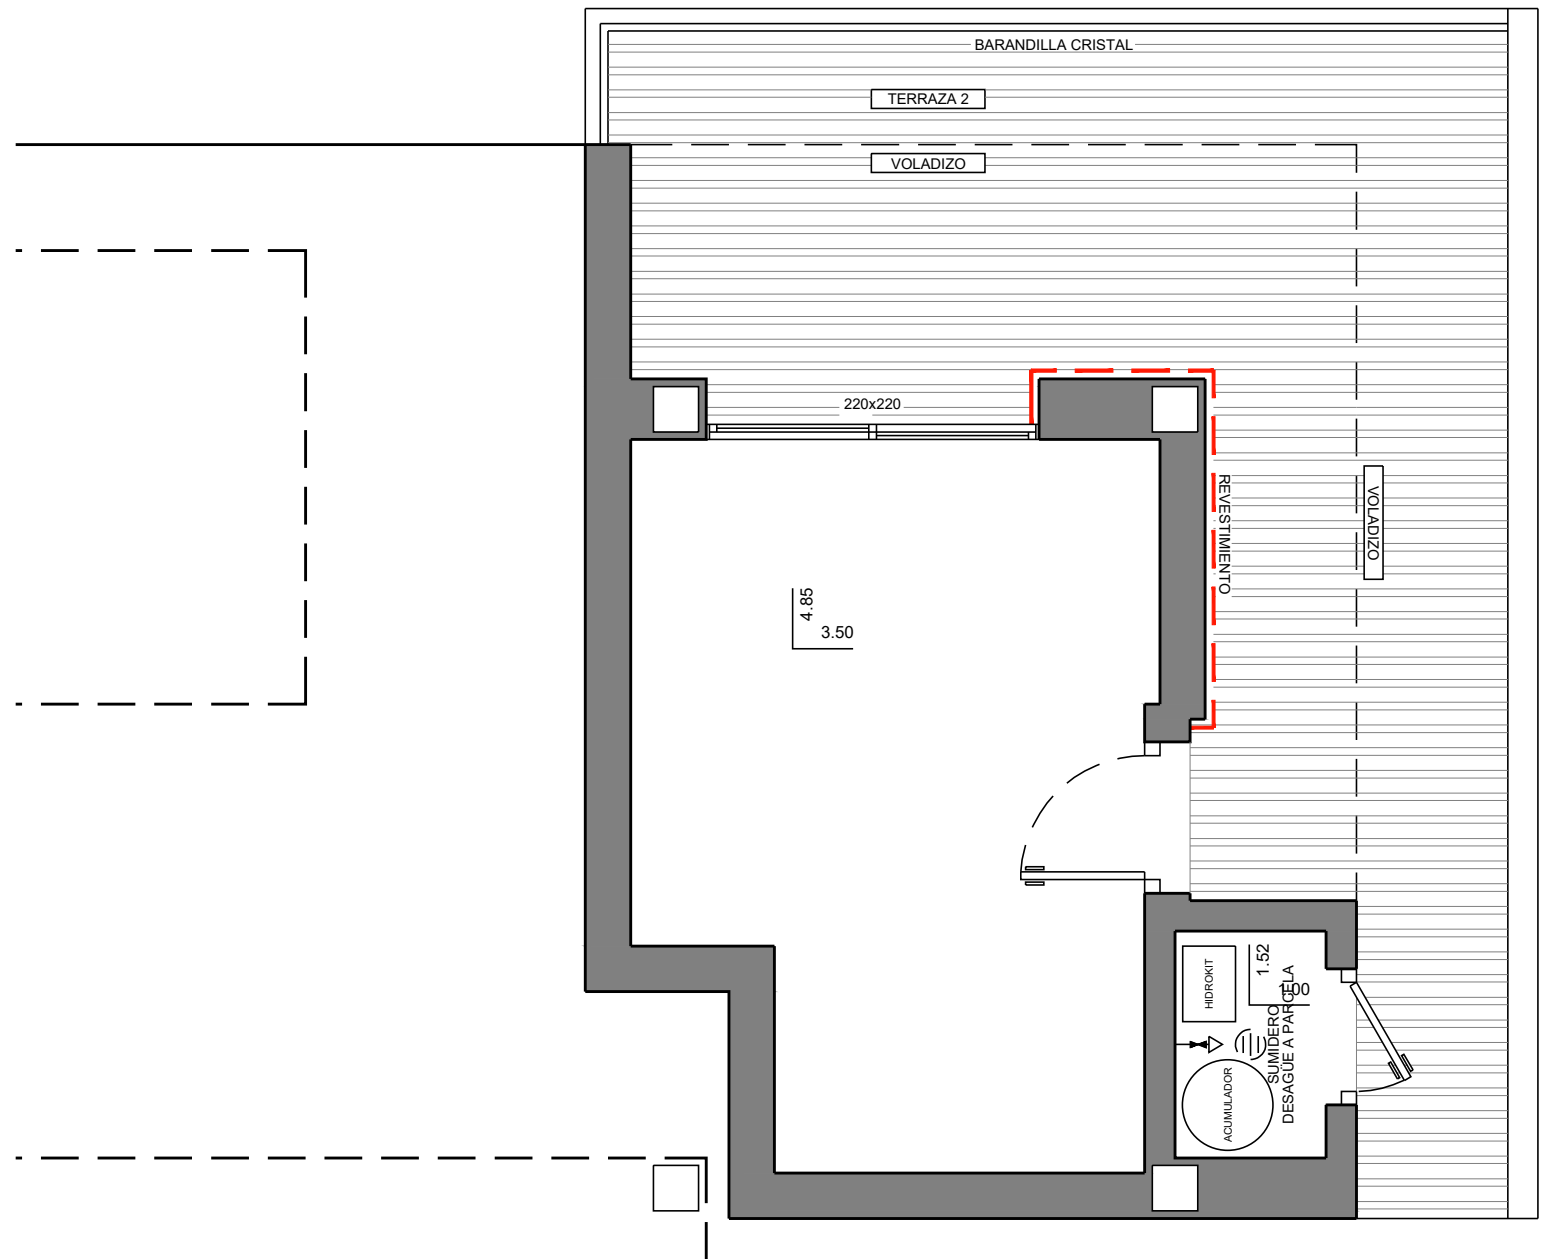 BARANDILLA CRISTAL
TERRAZA 2
VOLADIZO
220x220
REVESTIMIENTO
VOLADIZO
4.85
3.50
1.52
1.00
HIDROKIT
SUMIDERO
DESAGÜE A PARCELA
ACUMULADOR